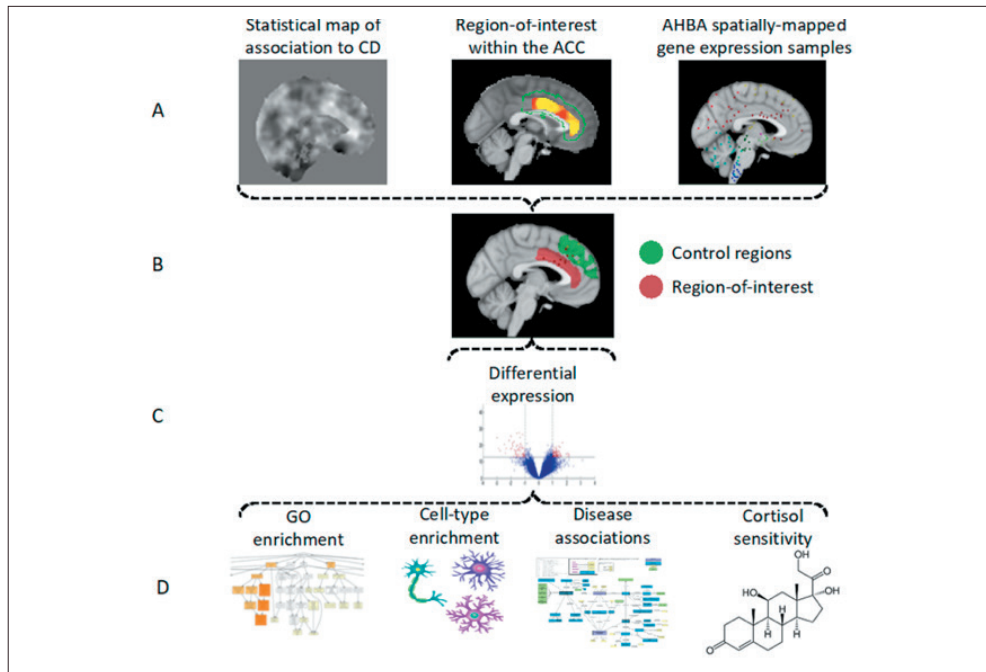 Statistical map of
association to CD
Region-of-interest
within the ACC
AHBA spatially-mapped
gene expression samples
A
B
Control regions
Region-of-interest
Differential
expression
C
GO
enrichment
Cell-type
enrichment
Disease
associations
Cortisol
sensitivity
D
OH
O
HO
OH
H
H
H
O